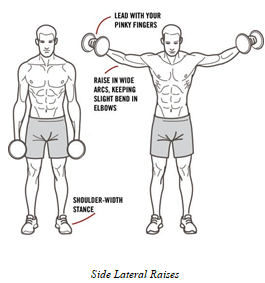 LEAD WITH YOUR
PINKY FINGERS
RAISE IN WIDE
ARCS, KEEPING
SLIGHT BEND IN
ELBOWS
SHOULDER-WIDTH
STANCE
Side Lateral Raises